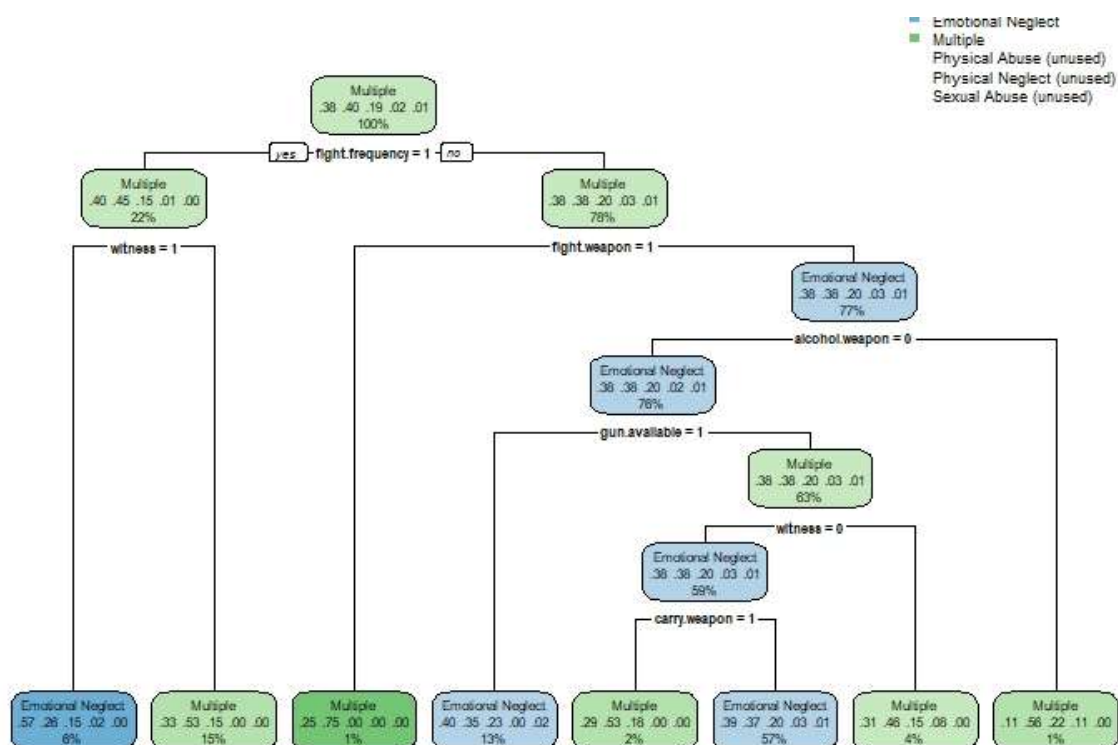 Emotional Neglect
Multiple
Physical Abuse (unused)
Physical Neglect (unused)
Sexual Abuse (unused)
Multiple
.38 .40 .19 .02 .01
100%
yes fight.frequency = 1 no
Multiple
.40 .45 .15 .01 .00
22%
Multiple
.38 .38 .20 .03 .01
78%
witness = 1
fight.weapon = 1
Emotional Neglect
.38 .38 .20 .03 .01
77%
alcohol.weapon = 0
Emotional Neglect
.38 .38 .20 .02 .01
76%
gun.available = 1
Multiple
.38 .38 .20 .03 .01
63%
witness = 0
Emotional Neglect
.38 .38 .20 .03 .01
59%
carry.weapon = 1
Emotional Neglect
.57 .26 .15 .02 .00
6%
Multiple
.33 .53 .15 .00 .00
15%
Multiple
.25 .75 .00 .00 .00
1%
Emotional Neglect
.40 .35 .23 .00 .02
13%
Multiple
.29 .53 .18 .00 .00
2%
Emotional Neglect
.39 .37 .20 .03 .01
57%
Multiple
.31 .46 .15 .08 .00
4%
Multiple
.11 .56 .22 .11 .00
1%